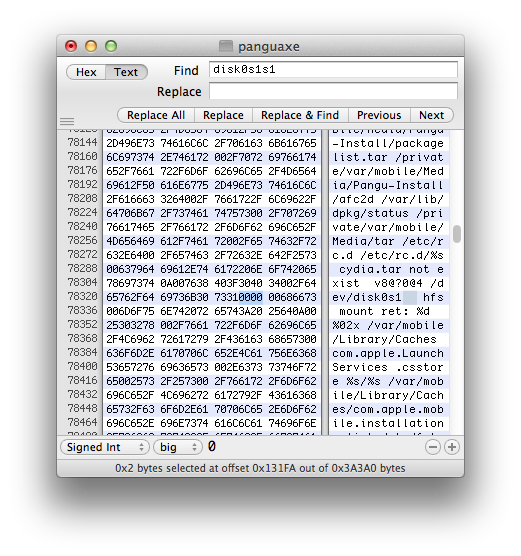 panguaxe
Hex Text Find disk0s1s1
Replace
Replace All Replace Replace & Find Previous Next
78144 2D496E73 74616C6C 2F706163 6B616765 -Install/package
78160 6C697374 2E746172 002F7072 69766174 list.tar /privat
78176 652F7661 722F6D6F 62696C65 2F4D6564 e/var/mobile/Med
78192 69612F50 616E6775 2D496E73 74616C6C ia/Pangu-Install
78208 2F616663 3264002F 7661722F 6C69622F /afc2d /var/lib/
78224 64706B67 2F737461 74757300 2F707269 dpkg/status /pri
78240 76617465 2F766172 2F6D6F62 696C652F vate/var/mobile/
78256 4D656469 612F7461 72002F65 74632F72 Media/tar /etc/r
78272 632E6400 2F657463 2F72632E 642F2573 c.d /etc/rc.d/%s
78288 00637964 69612E74 6172206E 6F742065 cydia.tar not e
78304 78697374 0A007638 403F3040 34002F64 xist v8@?0@4 /d
78320 65762F64 69736B30 73310000 00686673 ev/disk0s1 hfs
78336 006D6F75 6E742072 65743A20 25640A00 mount ret: %d
78352 25303278 002F7661 722F6D6F 62696C65 %02x /var/mobile
78368 2F4C6962 72617279 2F436163 68657300 /Library/Caches
78384 636F6D2E 6170706C 652E4C61 756E6368 com.apple.Launch
78400 53657276 69636573 002E6373 73746F72 Services .csstor
78416 65002573 2F257300 2F766172 2F6D6F62 e %s/%s /var/mob
78432 696C652F 4C696272 6172792F 43616368 ile/Library/Cach
78448 65732F63 6F6D2E61 70706C65 2E6D6F62 es/com.apple.mob
78464 696C652E 696E7374 616C6C61 74696F6E ile.installation
Signed Int big 0
0x2 bytes selected at offset 0x131FA out of 0x3A3A0 bytes